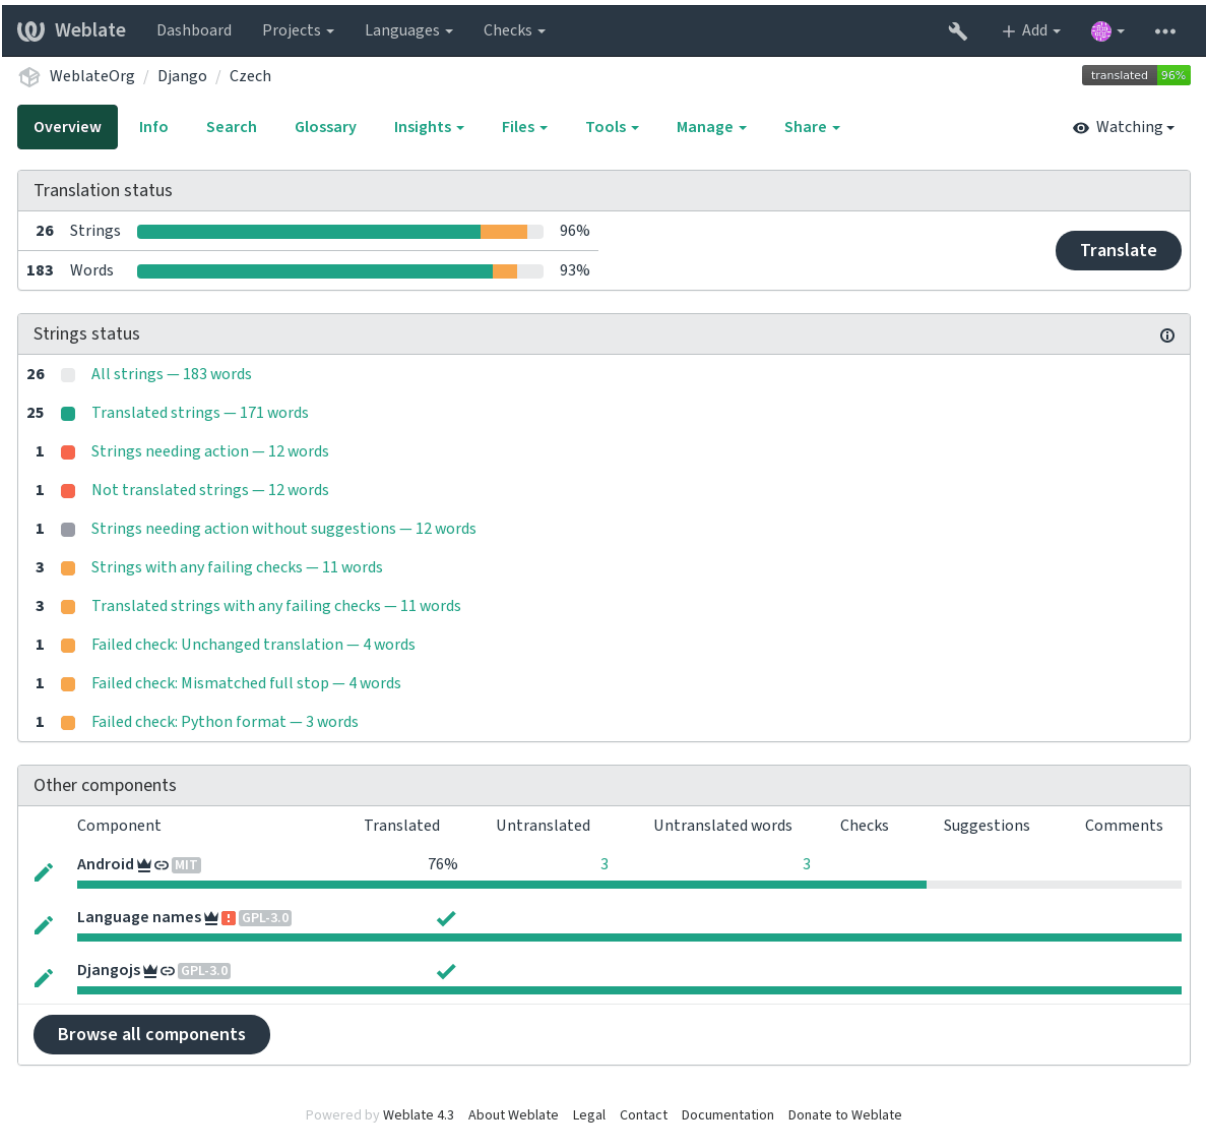 Weblate Dashboard Projects Languages Checks + Add •••
WeblateOrg / Django / Czech translated 96%
Overview Info Search Glossary Insights Files Tools Manage Share Watching
Translation status
26 Strings 96%
183 Words 93%
Translate
Strings status
26 All strings — 183 words
25 Translated strings — 171 words
1 Strings needing action — 12 words
1 Not translated strings — 12 words
1 Strings needing action without suggestions — 12 words
3 Strings with any failing checks — 11 words
3 Translated strings with any failing checks — 11 words
1 Failed check: Unchanged translation — 4 words
1 Failed check: Mismatched full stop — 4 words
1 Failed check: Python format — 3 words
Other components
Component Translated Untranslated Untranslated words Checks Suggestions Comments
Android MIT 76% 3 3
Language names ! GPL-3.0
Djangojs GPL-3.0
Browse all components
Powered by Weblate 4.3 About Weblate Legal Contact Documentation Donate to Weblate